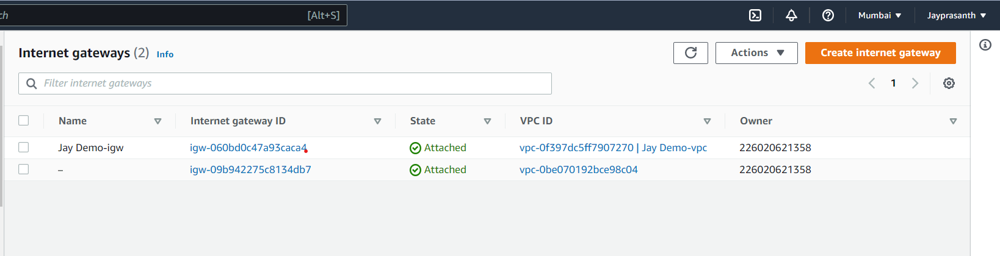 ch [Alt+S] Mumbai ▼ Jayprasanth ▼
Internet gateways (2) Info Actions ▼ Create internet gateway
Filter internet gateways 1
Name Internet gateway ID State VPC ID Owner
Jay Demo-igw igw-060bd0c47a93caca4 Attached vpc-0f397dc5ff7907270 | Jay Demo-vpc 226020621358
– igw-09b942275c8134db7 Attached vpc-0be070192bce98c04 226020621358